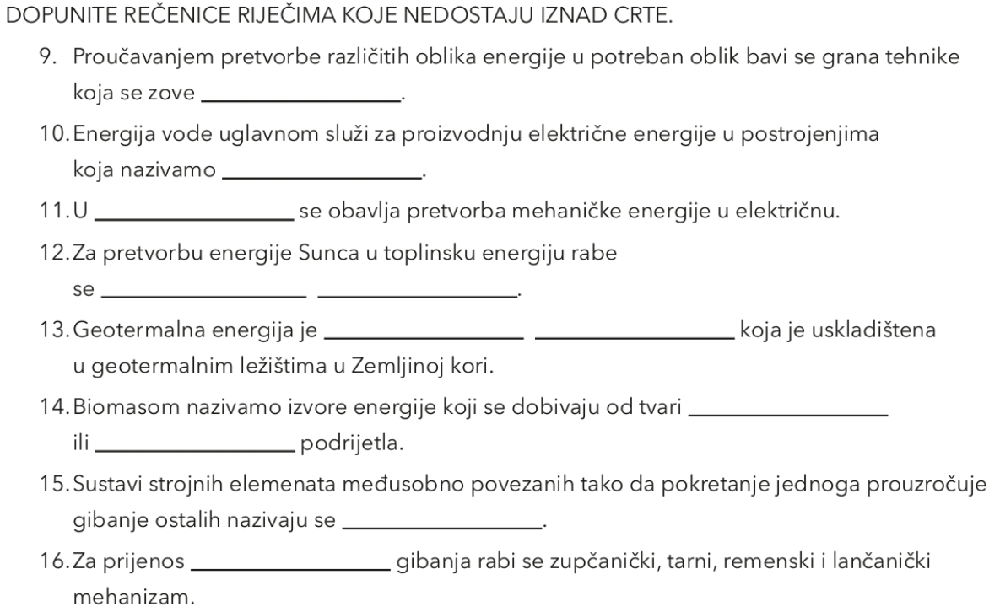 DOPUNITE REČENICE RIJEČIMA KOJE NEDOSTAJU IZNAD CRTE.
9. Proučavanjem pretvorbe različitih oblika energije u potreban oblik bavi se grana tehnike
koja se zove ________________.
10. Energija vode uglavnom služi za proizvodnju električne energije u postrojenjima
koja nazivamo ________________.
11. U ________________ se obavlja pretvorba mehaničke energije u električnu.
12. Za pretvorbu energije Sunca u toplinsku energiju rabe
se ________________ ________________.
13. Geotermalna energija je ________________ ________________ koja je uskladištena
u geotermalnim ležištima u Zemljinoj kori.
14. Biomasom nazivamo izvore energije koji se dobivaju od tvari ________________
ili ________________ podrijetla.
15. Sustavi strojnih elemenata međusobno povezanih tako da pokretanje jednoga prouzročuje
gibanje ostalih nazivaju se ________________.
16. Za prijenos ________________ gibanja rabi se zupčanički, tarni, remenski i lančanički
mehanizam.